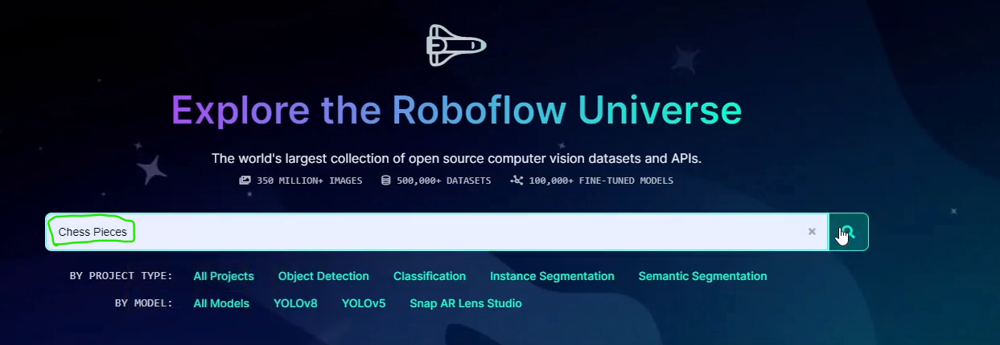 Explore the Roboflow Universe
The world's largest collection of open source computer vision datasets and APIs.
350 MILLION+ IMAGES 500,000+ DATASETS 100,000+ FINE-TUNED MODELS
Chess Pieces
BY PROJECT TYPE: All Projects Object Detection Classification Instance Segmentation Semantic Segmentation
BY MODEL: All Models YOLOv8 YOLOv5 Snap AR Lens Studio